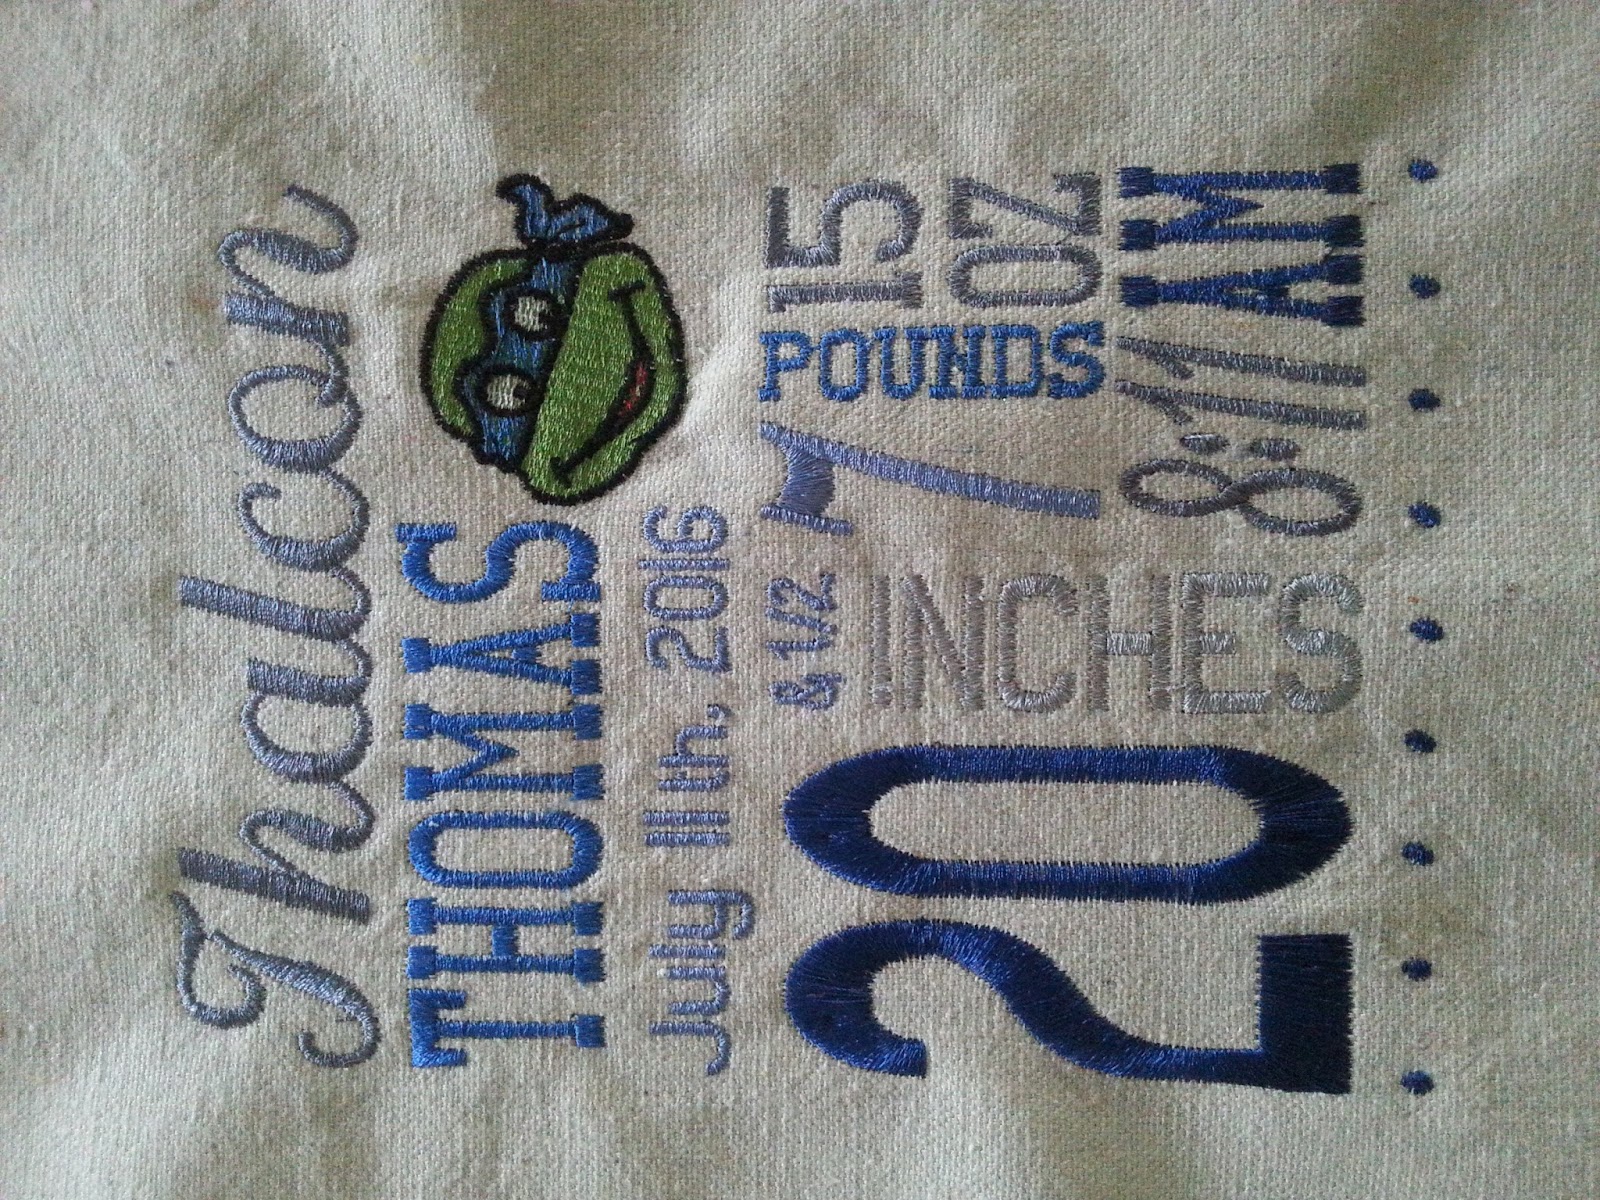 Thalcon
THOMAS
July 11th, 2016
20
& 1/2
INCHES
7
POUNDS
15
OZ
8:11 AM